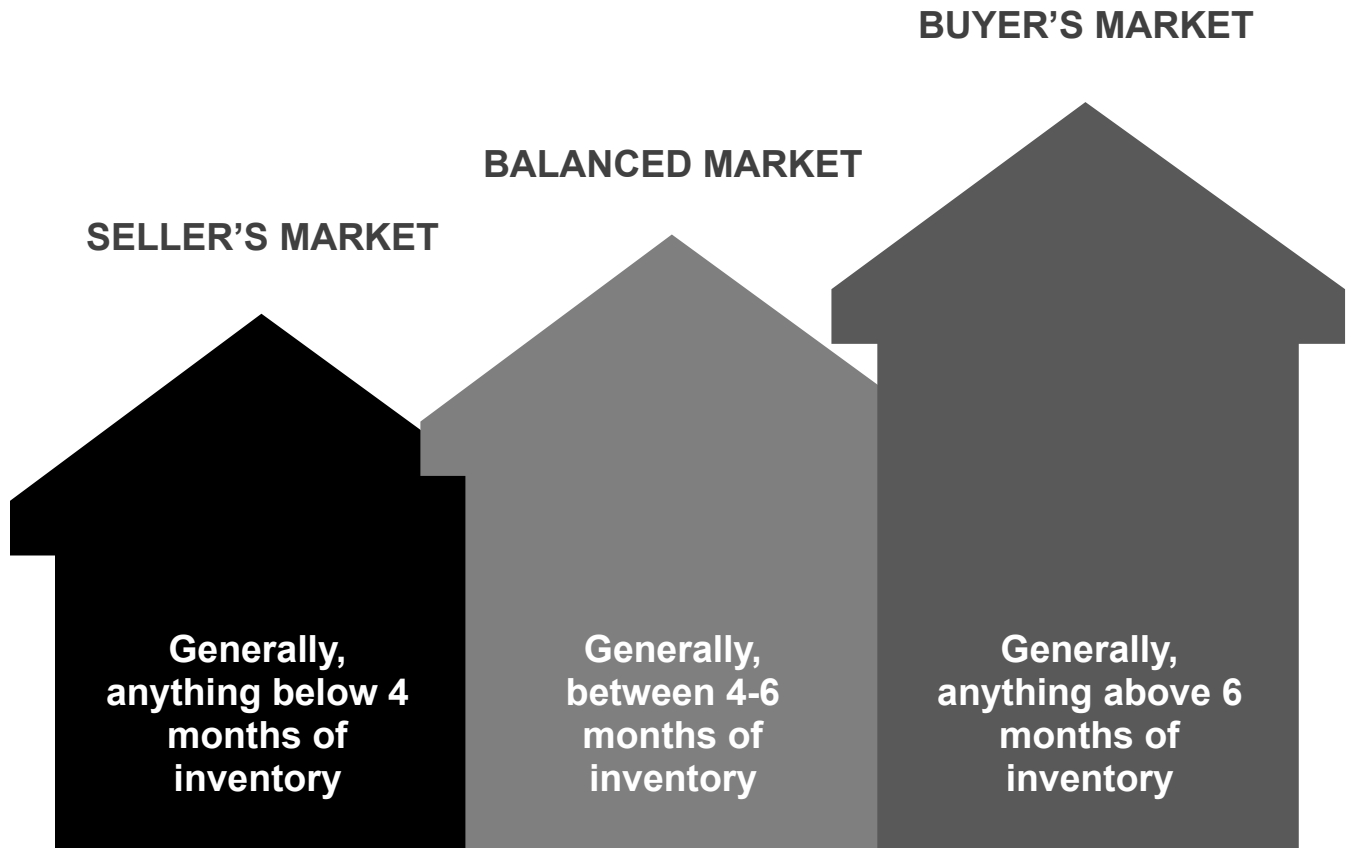 BUYER’S MARKET
BALANCED MARKET
SELLER’S MARKET
Generally,
anything below 4
months of
inventory
Generally,
between 4-6
months of
inventory
Generally,
anything above 6
months of
inventory